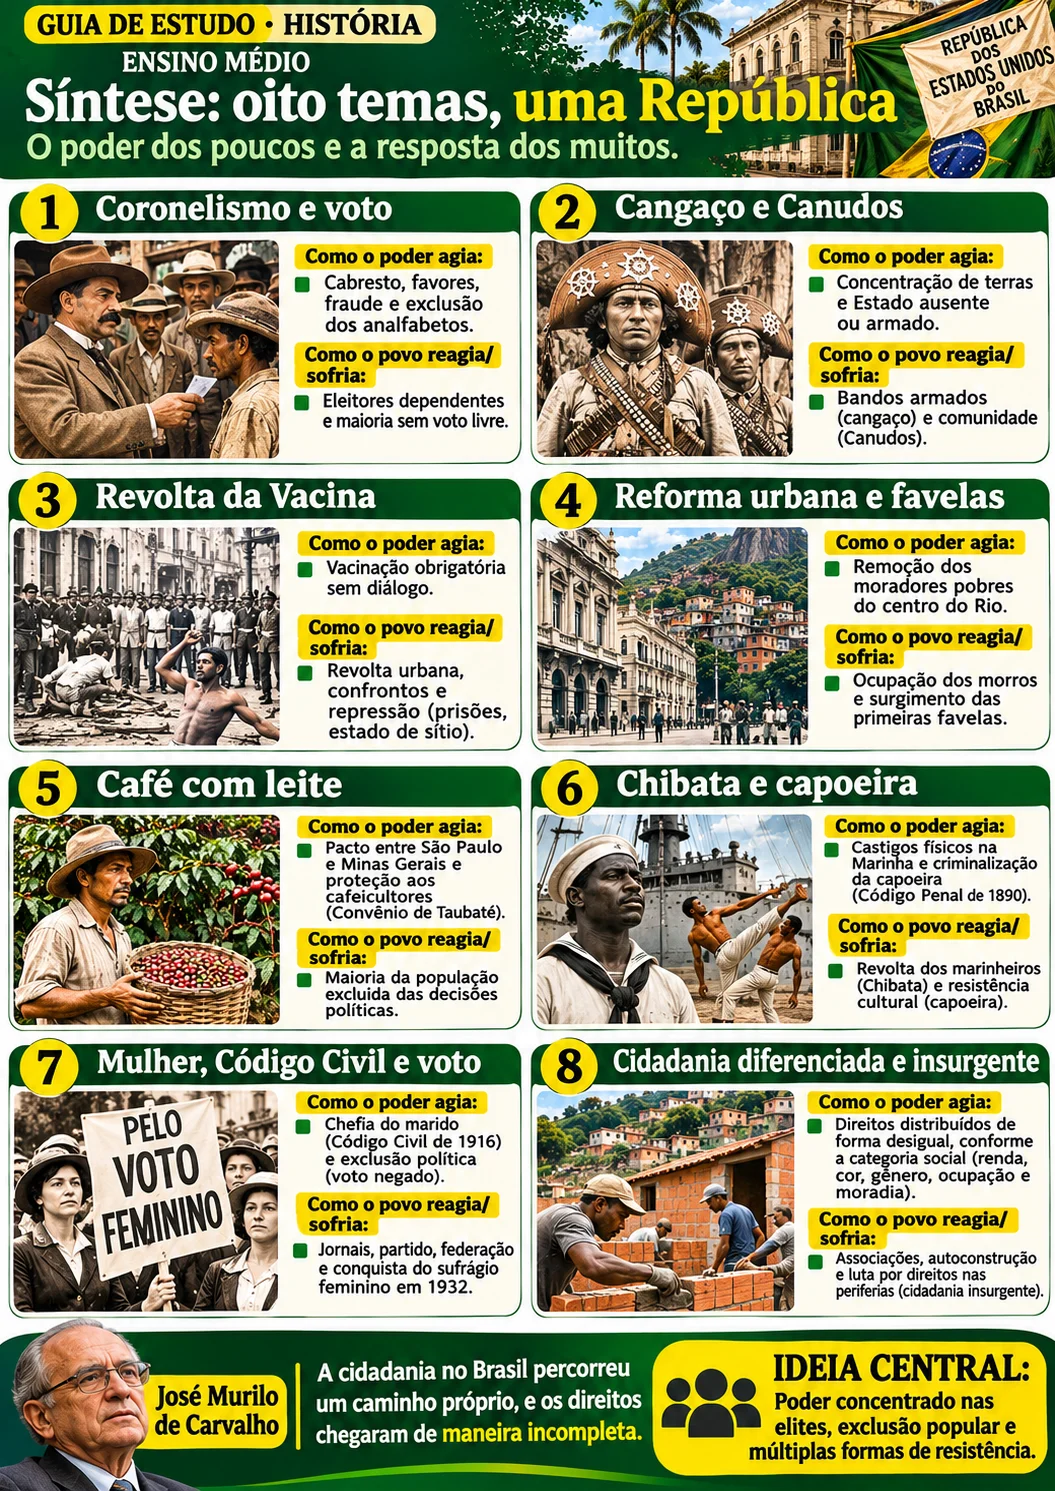 GUIA DE ESTUDO • HISTÓRIA
ENSINO MÉDIO
Síntese: oito temas, uma República
O poder dos poucos e a resposta dos muitos.
REPÚBLICA
DOS
ESTADOS UNIDOS
DO
BRASIL
1 Coronelismo e voto
Como o poder agia:
Cabresto, favores,
fraude e exclusão
dos analfabetos.
Como o povo reagia/
sofria:
Eleitores dependentes
e maioria sem voto livre.
2 Cangaço e Canudos
Como o poder agia:
Concentração de terras
e Estado ausente
ou armado.
Como o povo reagia/
sofria:
Bandos armados
(cangaço) e comunidade
(Canudos).
3 Revolta da Vacina
Como o poder agia:
Vacinação obrigatória
sem diálogo.
Como o povo reagia/
sofria:
Revolta urbana,
confrontos e
repressão (prisões,
estado de sítio).
4 Reforma urbana e favelas
Como o poder agia:
Remoção dos
moradores pobres
do centro do Rio.
Como o povo reagia/
sofria:
Ocupação dos morros
e surgimento das
primeiras favelas.
5 Café com leite
Como o poder agia:
Pacto entre São Paulo
e Minas Gerais e
proteção aos
cafeicultores
(Convênio de Taubaté).
Como o povo reagia/
sofria:
Maioria da população
excluida das decisões
políticas.
6 Chibata e capoeira
Como o poder agia:
Castigos físicos na
Marinha e criminalização
da capoeira
(Código Penal de 1890).
Como o povo reagia/
sofria:
Revolta dos marinheiros
(Chibata) e resistência
cultural (capoeira).
7 Mulher, Código Civil e voto
PELO
VOTO
FEMININO
Como o poder agia:
Chefia do marido
(Código Civil de 1916)
e exclusão política
(voto negado).
Como o povo reagia/
sofria:
Jornais, partido, federação
e conquista do sufrágio
feminino em 1932.
8 Cidadania diferenciada e insurgente
Como o poder agia:
Direitos distribuídos de
forma desigual, conforme
a categoria social (renda,
cor, gênero, ocupação e
moradia).
Como o povo reagia/
sofria:
Associações, autoconstrução
e luta por direitos nas
periferias (cidadania insurgente).
José Murilo
de Carvalho
A cidadania no Brasil percorreu
um caminho próprio, e os direitos
chegaram de maneira incompleta.
IDEIA CENTRAL:
Poder concentrado nas
elites, exclusão popular e
múltiplas formas de resistência.